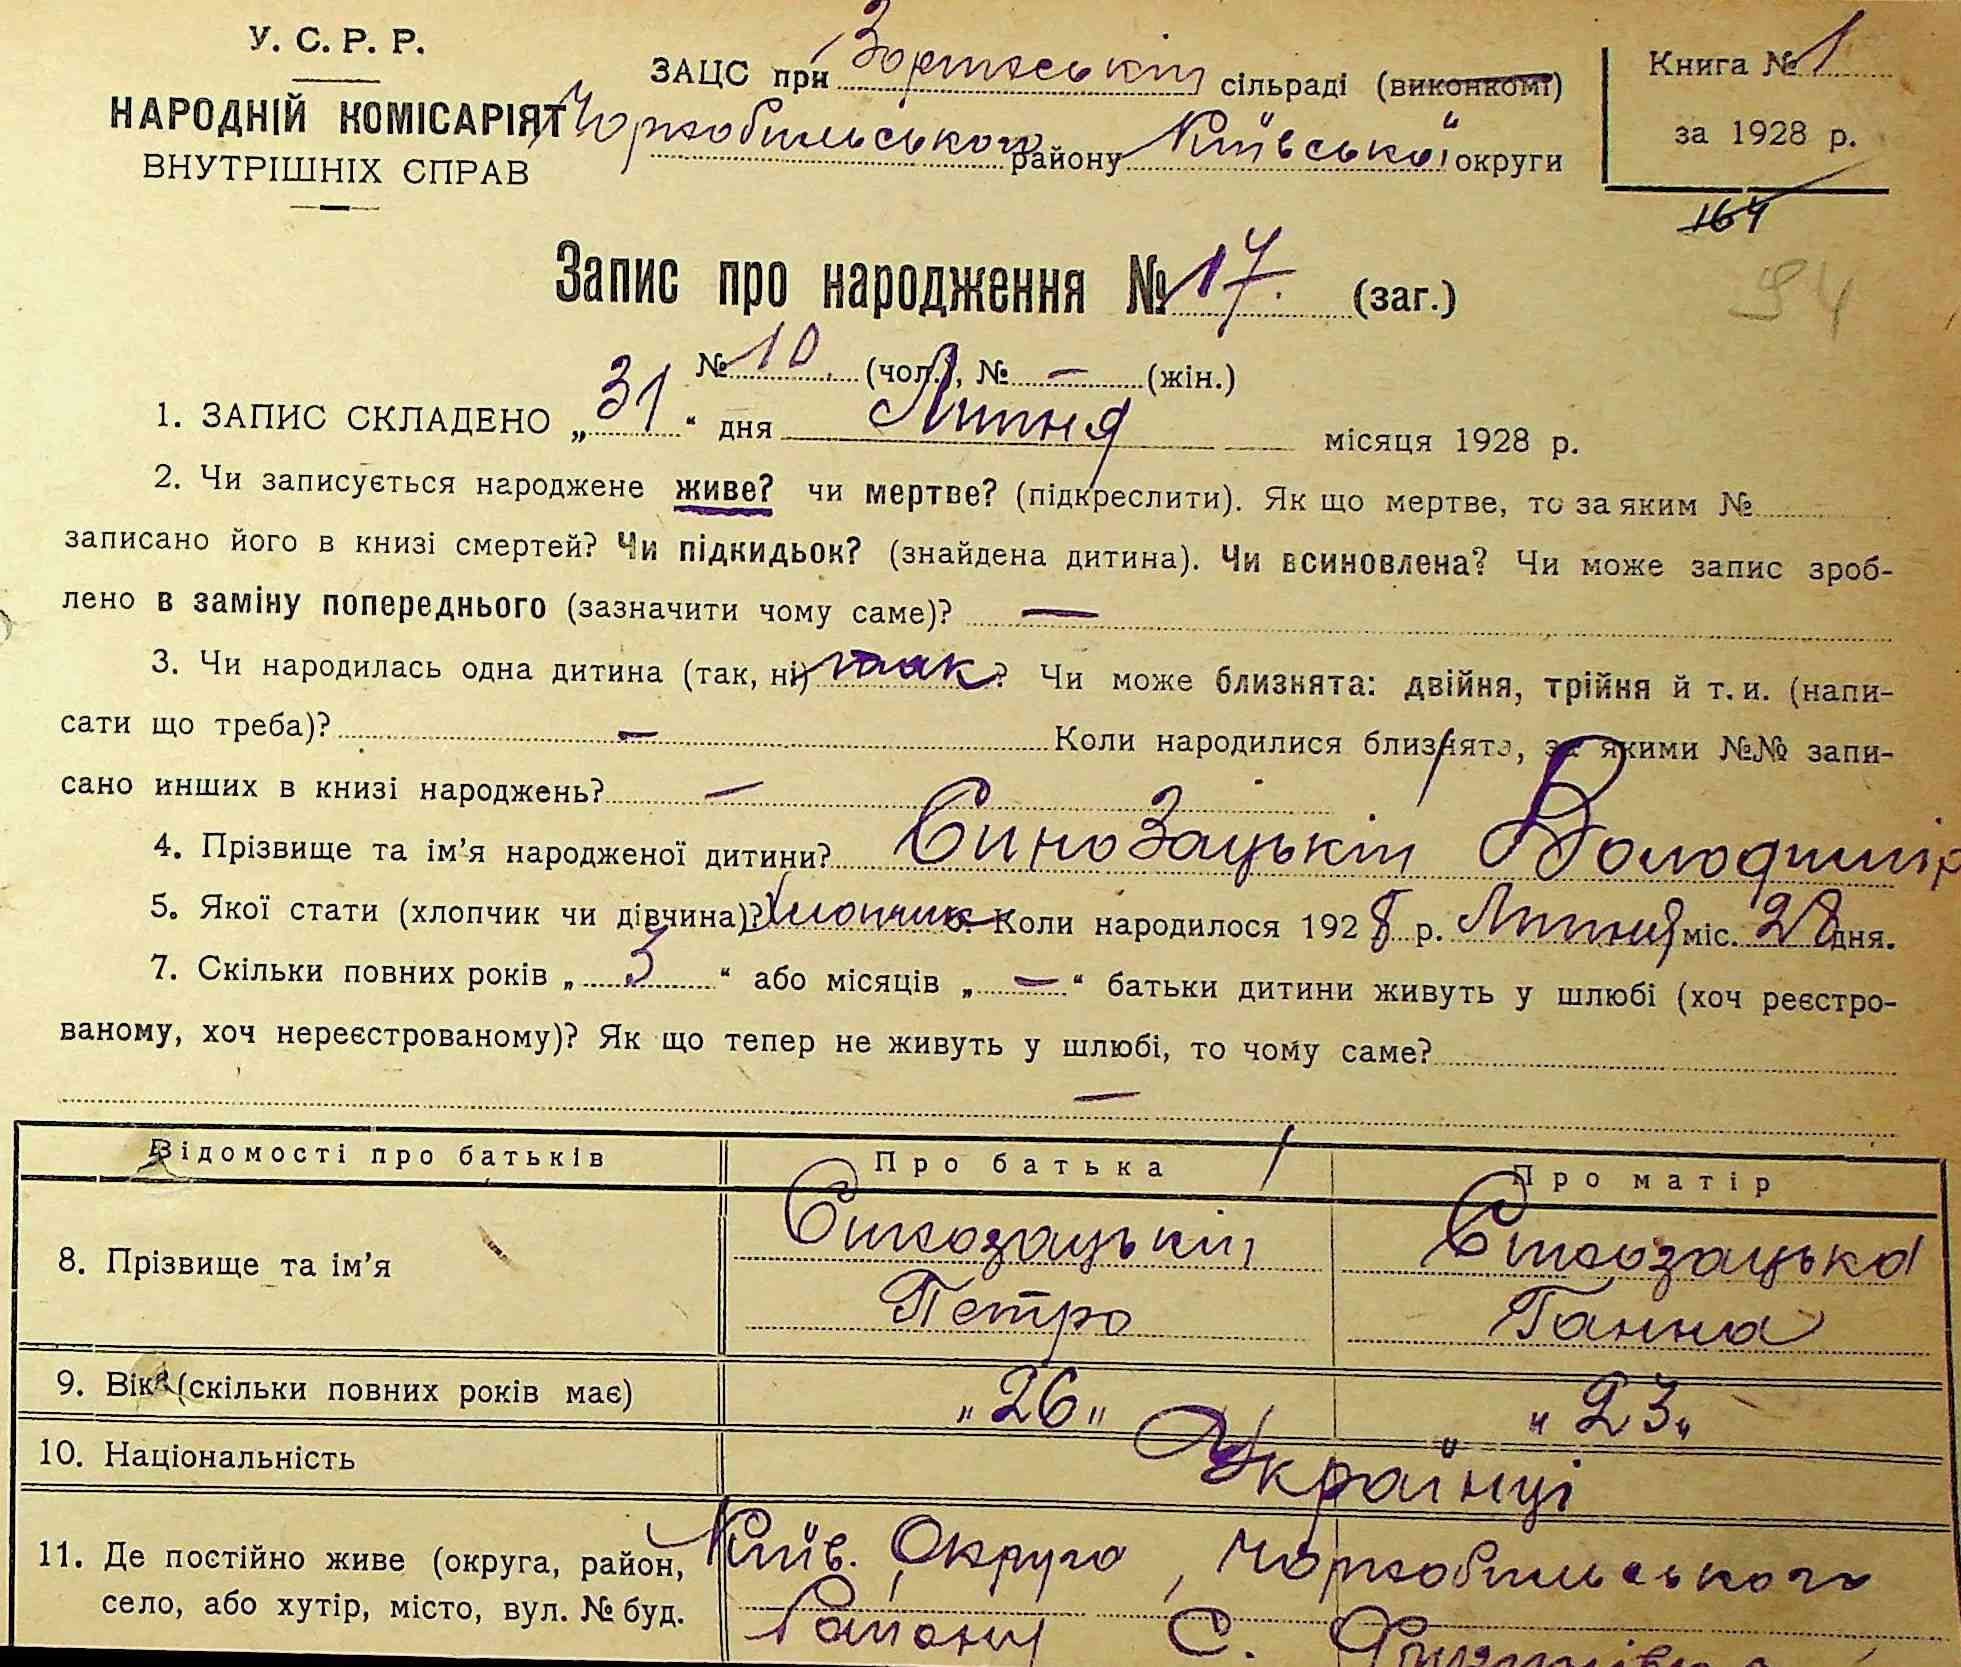 У. С. Р. Р.
НАРОДНІЙ КОМІСАРІЯТ
ВНУТРІШНІХ СПРАВ
ЗАЦС при Зоринській сільраді (виконкомі)
Чорнобильського району Київської округи
Книга № 1
за 1928 р.
164
94
Запис про народження № 17. (заг.)
№ 10. (чол.), № — (жін.)
1. ЗАПИС СКЛАДЕНО „31“ дня Липня місяця 1928 р.
2. Чи записується народжене живе? чи мертве? (підкреслити). Як що мертве, то за яким №
записано його в книзі смертей? Чи підкидьок? (знайдена дитина). Чи всиновлена? Чи може запис зроб-
лено в заміну попереднього (зазначити чому саме)? —
3. Чи народилась одна дитина (так, ні) так? Чи може близнята: двійня, трійня й т. и. (напи-
сати що треба)? — Коли народилися близнята, за якими №№ запи-
сано инших в книзі народжень? —
4. Прізвище та ім’я народженої дитини? Синозацькій Володимір
5. Якої стати (хлопчик чи дівчина)? Хлопчик 6. Коли народилося 1928 р. Липня міс. 28 дня.
7. Скільки повних років „3“ або місяців „—“ батьки дитини живуть у шлюбі (хоч реєстро-
ваному, хоч нереєстрованому)? Як що тепер не живуть у шлюбі, то чому саме?
—
Відомості про батьків Про батька Про матір
8. Прізвище та ім’я Синозацькій Петро Синозацька Ганна
9. Вік (скільки повних років має) „26„ „23„
10. Національність Українці
11. Де постійно живе (округа, район,
село, або хутір, місто, вул. № буд.
Київ. Округа, Чорнобильського
Району С.